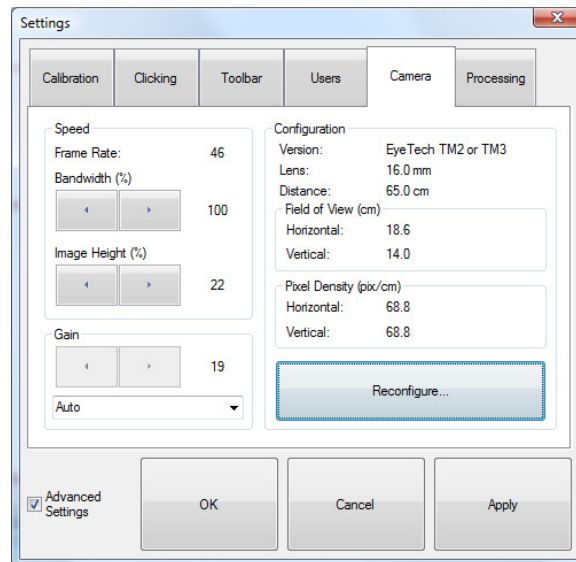 Settings
Calibration
Clicking
Toolbar
Users
Camera
Processing
Speed
Frame Rate: 46
Bandwidth (%)
100
Image Height (%)
22
Gain
19
Auto
Configuration
Version: EyeTech TM2 or TM3
Lens: 16.0 mm
Distance: 65.0 cm
Field of View (cm)
Horizontal: 18.6
Vertical: 14.0
Pixel Density (pix/cm)
Horizontal: 68.8
Vertical: 68.8
Reconfigure...
Advanced
Settings
OK
Cancel
Apply